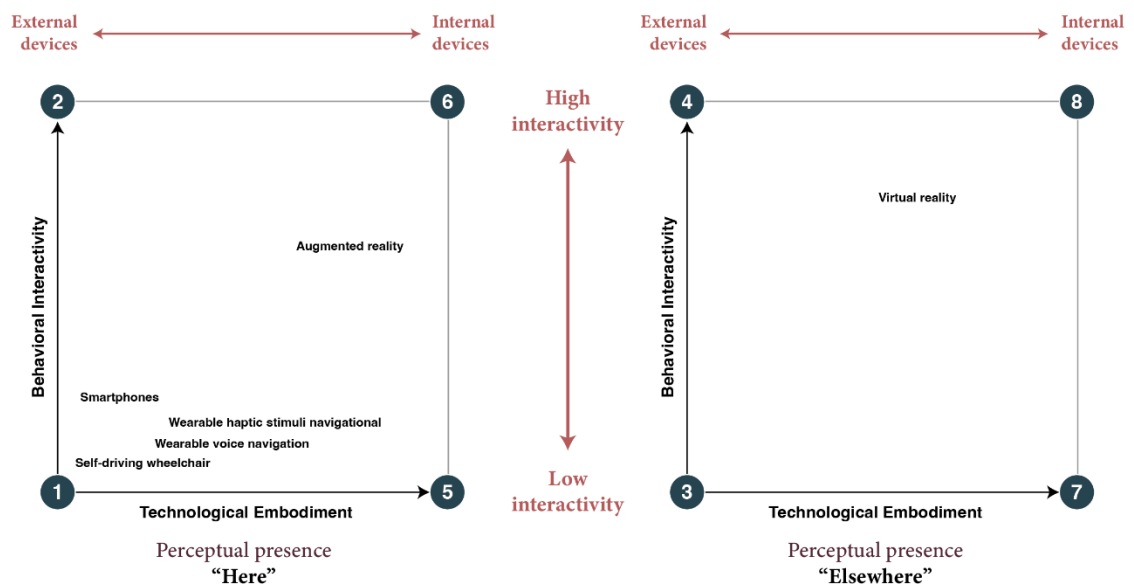 External
devices
Internal
devices
2
6
Behavioral Interactivity
Augmented reality
Smartphones
Wearable haptic stimuli navigational
Wearable voice navigation
Self-driving wheelchair
1
5
Technological Embodiment
Perceptual presence
“Here”
High
interactivity
Low
interactivity
External
devices
Internal
devices
4
8
Behavioral Interactivity
Virtual reality
3
7
Technological Embodiment
Perceptual presence
“Elsewhere”